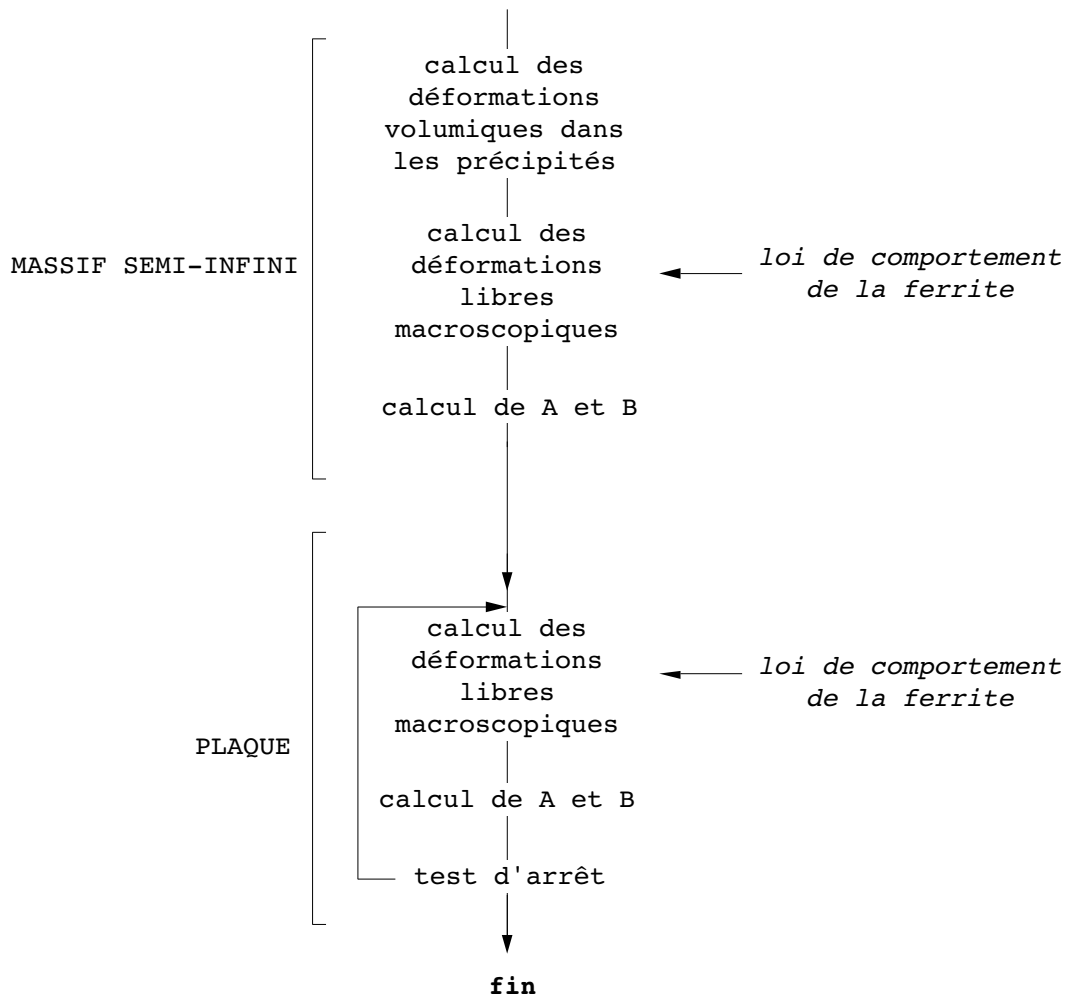 calcul des
déformations
volumiques dans
les précipités
MASSIF SEMI-INFINI
calcul des
déformations
libres
macroscopiques
loi de comportement
de la ferrite
calcul de A et B
PLAQUE
calcul des
déformations
libres
macroscopiques
loi de comportement
de la ferrite
calcul de A et B
test d'arrêt
fin